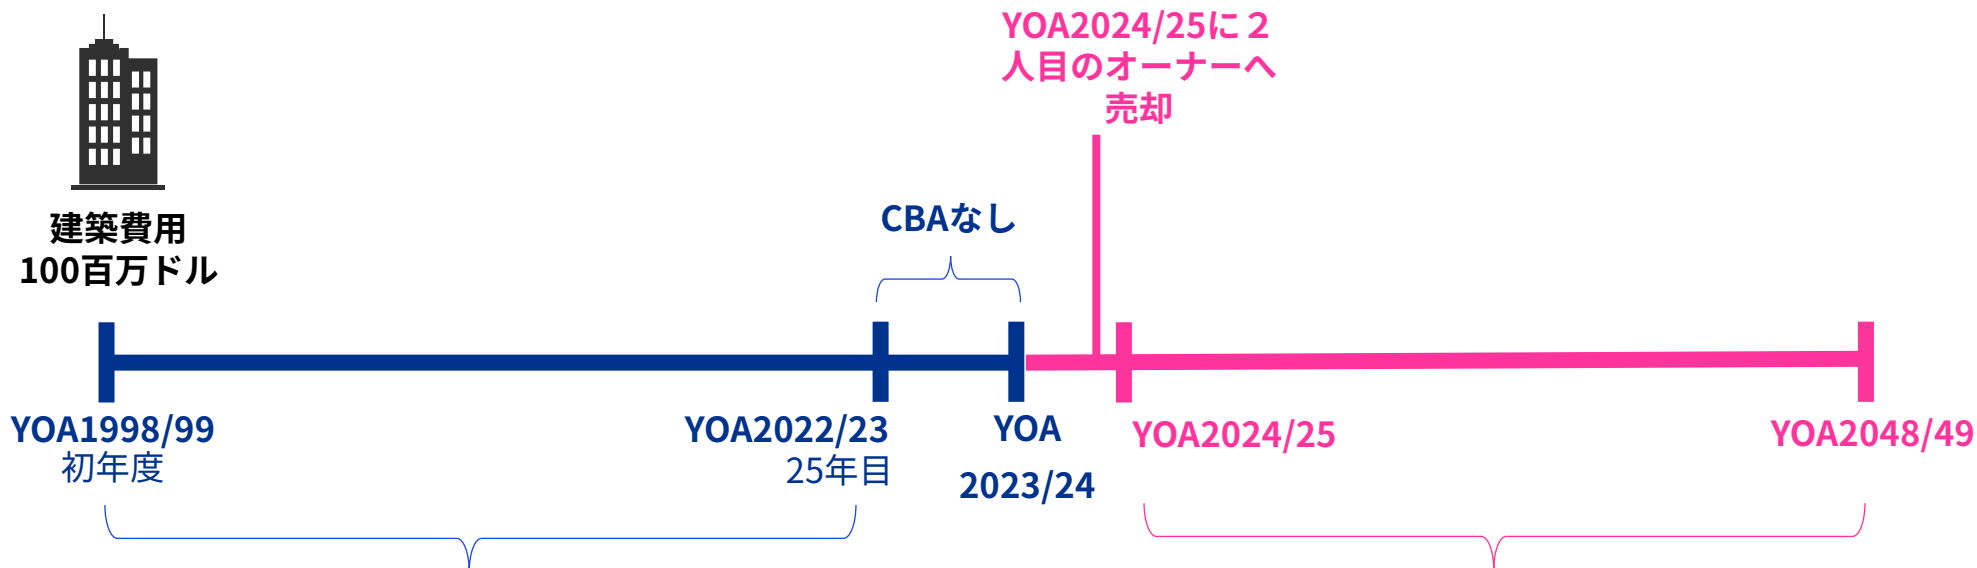 YOA2024/25に２
人目のオーナーへ
売却
建築費用
100百万ドル
CBAなし
YOA1998/99
初年度
YOA2022/23
25年目
YOA
2023/24
YOA2024/25
YOA2048/49